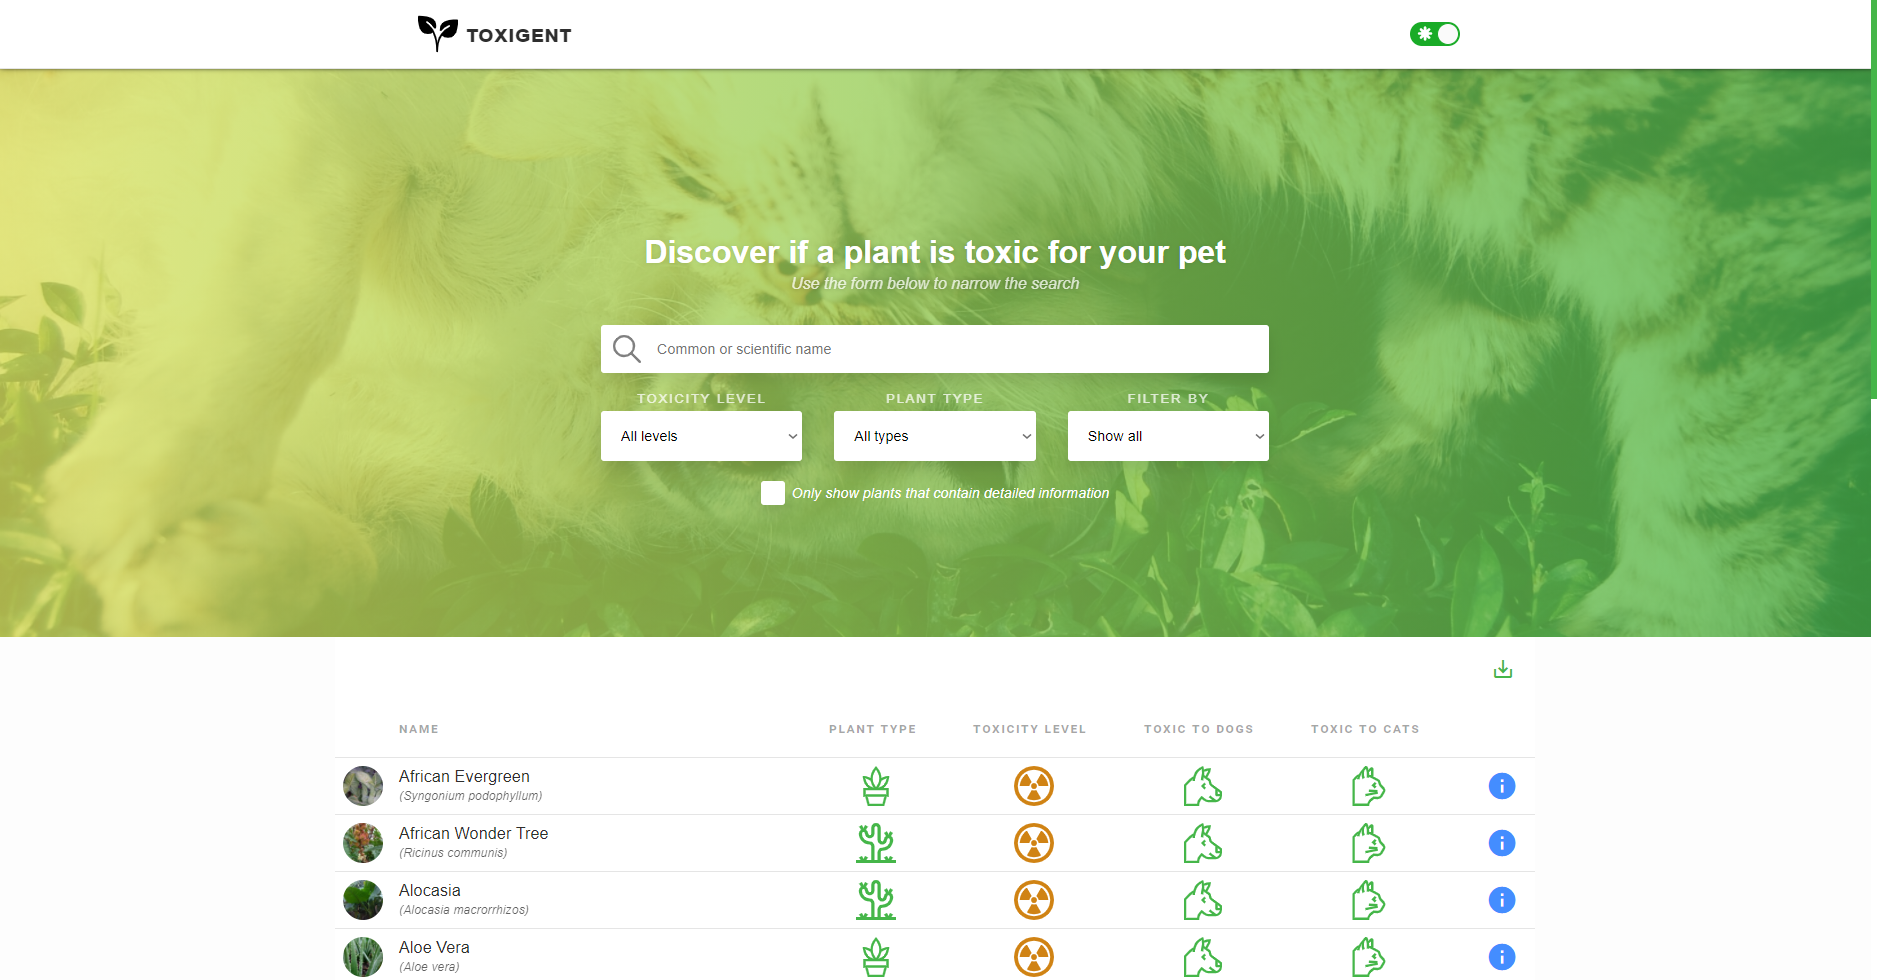 TOXIGENT
Discover if a plant is toxic for your pet
Use the form below to narrow the search
Common or scientific name
TOXICITY LEVEL
PLANT TYPE
FILTER BY
All levels
All types
Show all
Only show plants that contain detailed information
NAME
PLANT TYPE
TOXICITY LEVEL
TOXIC TO DOGS
TOXIC TO CATS
African Evergreen
(Syngonium podophyllum)
African Wonder Tree
(Ricinus communis)
Alocasia
(Alocasia macrorrhizos)
Aloe Vera
(Aloe vera)